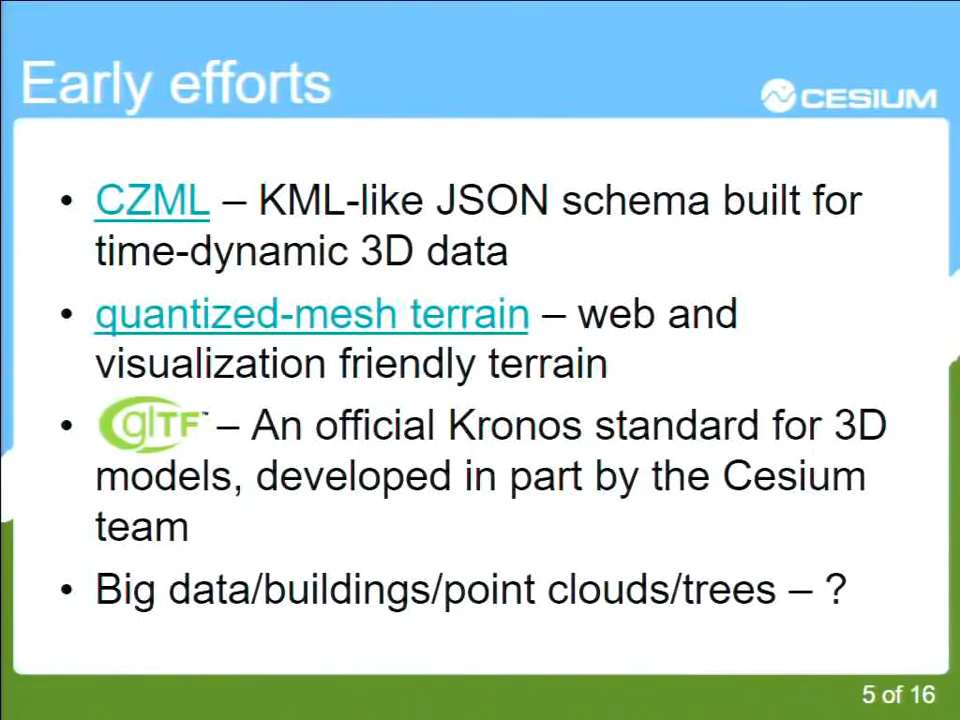 Early efforts
CESIUM
• CZML – KML-like JSON schema built for
time-dynamic 3D data
• quantized-mesh terrain – web and
visualization friendly terrain
• glTF™ – An official Kronos standard for 3D
models, developed in part by the Cesium
team
• Big data/buildings/point clouds/trees – ?
5 of 16